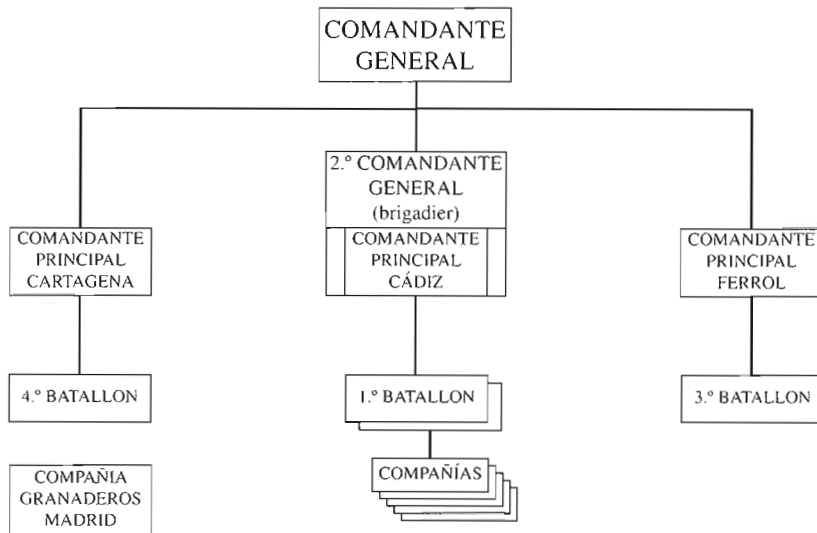 COMANDANTE
GENERAL
2.º COMANDANTE
GENERAL
(brigadier)
COMANDANTE
PRINCIPAL
CARTAGENA
COMANDANTE
PRINCIPAL
CÁDIZ
COMANDANTE
PRINCIPAL
FERROL
4.º BATALLON
1.º BATALLON
3.º BATALLON
COMPAÑIA
GRANADEROS
MADRID
COMPAÑÍAS